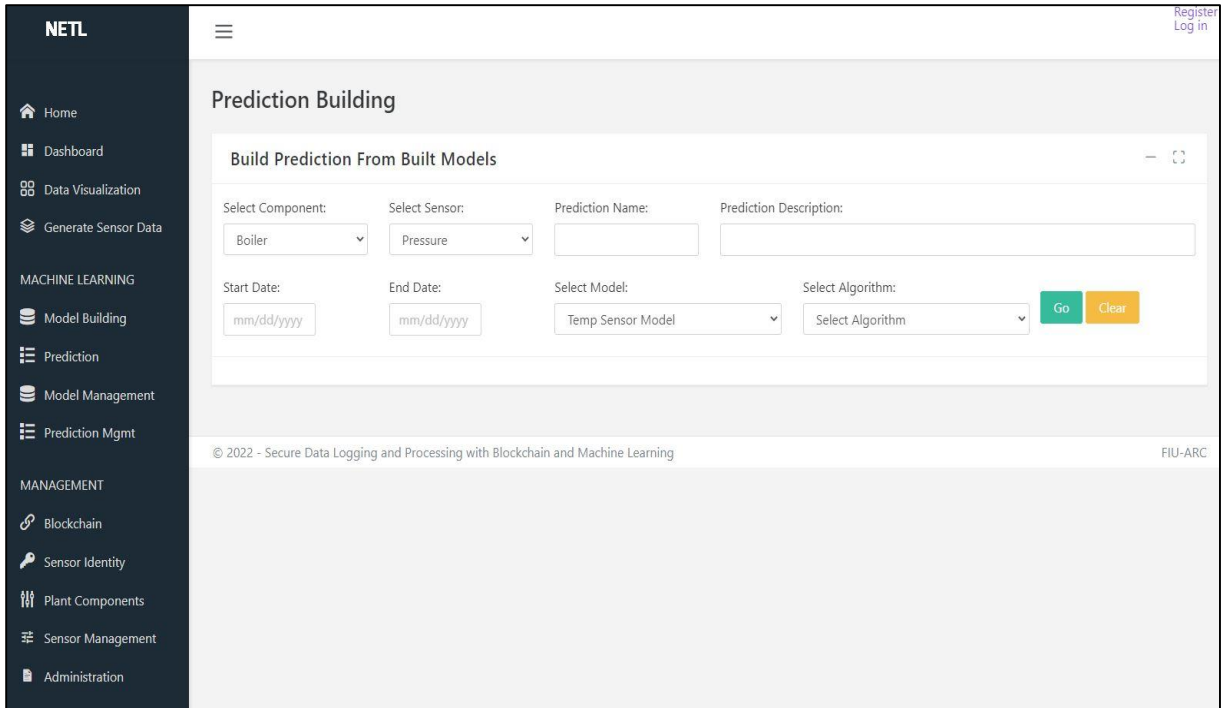 NETL
Register
Log in
Home
Dashboard
Data Visualization
Generate Sensor Data
MACHINE LEARNING
Model Building
Prediction
Model Management
Prediction Mgmt
MANAGEMENT
Blockchain
Sensor Identity
Plant Components
Sensor Management
Administration
Prediction Building
Build Prediction From Built Models
Select Component: Select Sensor: Prediction Name: Prediction Description:
Boiler Pressure
Start Date: End Date: Select Model: Select Algorithm:
mm/dd/yyyy mm/dd/yyyy Temp Sensor Model Select Algorithm Go Clear
© 2022 - Secure Data Logging and Processing with Blockchain and Machine Learning FIU-ARC